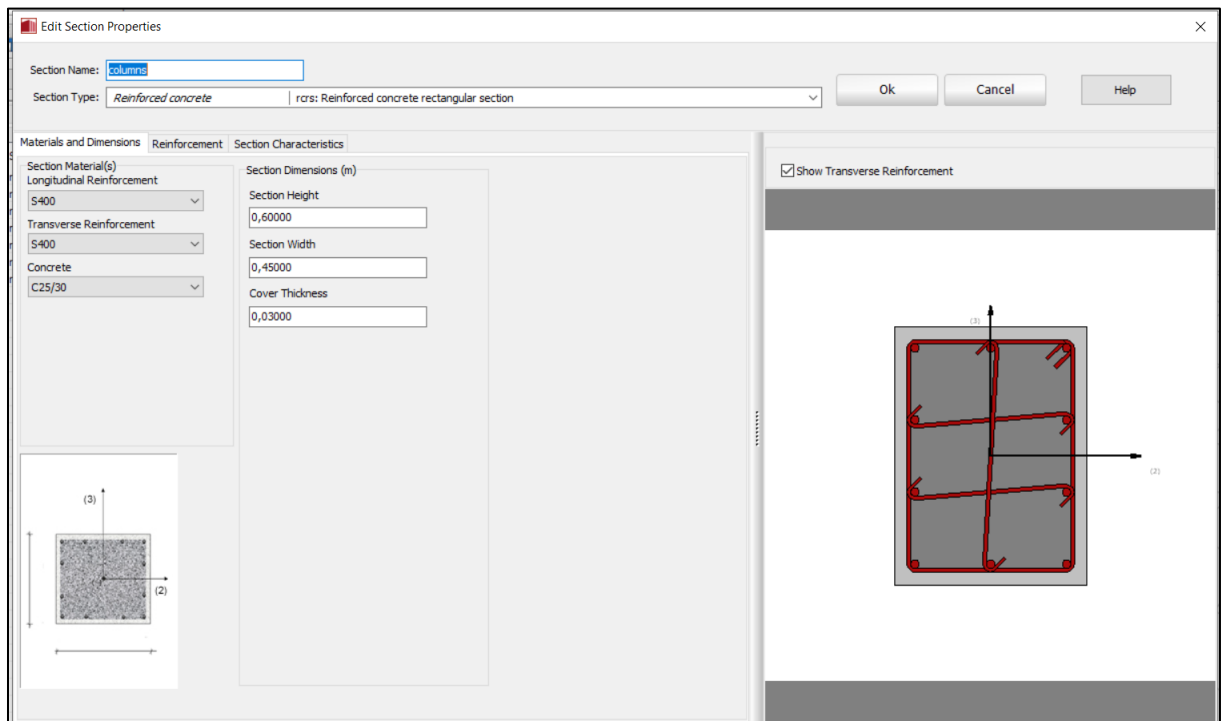 Edit Section Properties
Section Name: columns
Section Type: Reinforced concrete rcrs: Reinforced concrete rectangular section
Ok Cancel Help
Materials and Dimensions Reinforcement Section Characteristics
Section Material(s)
Longitudinal Reinforcement
S400
Transverse Reinforcement
S400
Concrete
C25/30
Section Dimensions (m)
Section Height
0,60000
Section Width
0,45000
Cover Thickness
0,03000
(3)
(2)
Show Transverse Reinforcement
(3)
(2)